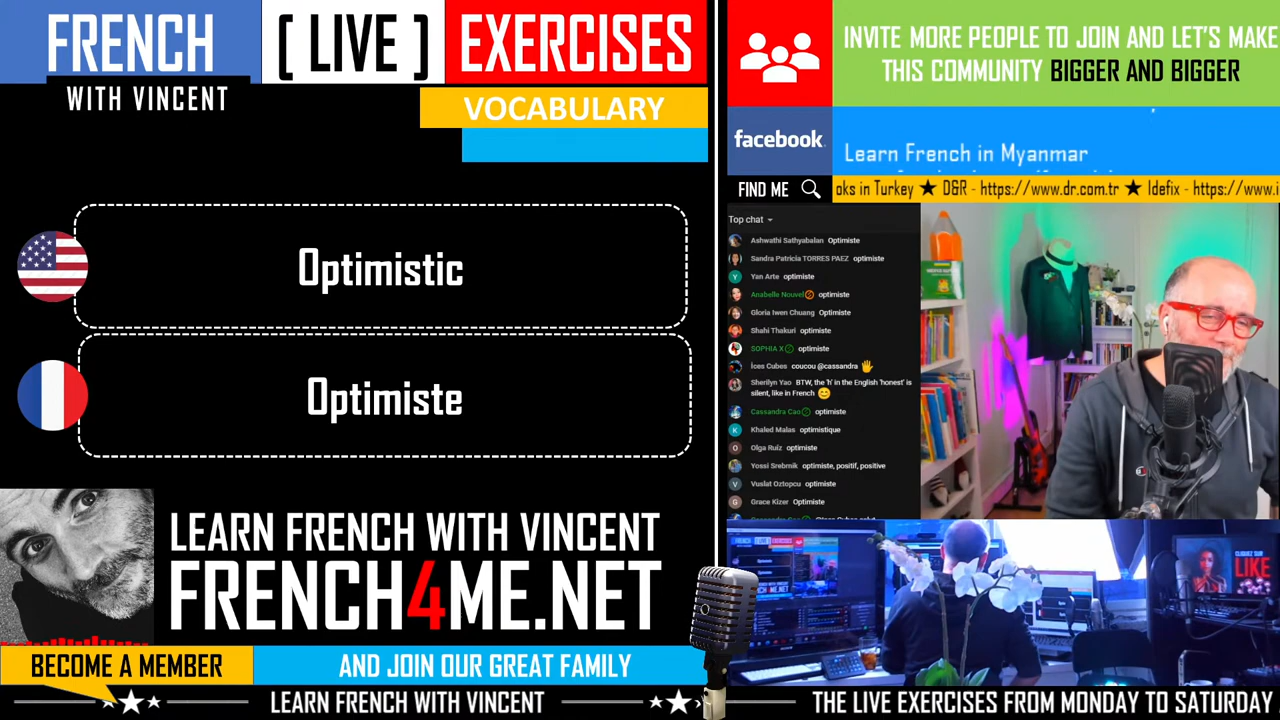 FRENCH
[ LIVE ]
EXERCISES
WITH VINCENT
VOCABULARY
Optimistic
Optimiste
LEARN FRENCH WITH VINCENT
FRENCH4ME.NET
BECOME A MEMBER
AND JOIN OUR GREAT FAMILY
LEARN FRENCH WITH VINCENT
THE LIVE EXERCISES FROM MONDAY TO SATURDAY
INVITE MORE PEOPLE TO JOIN AND LET'S MAKE
THIS COMMUNITY BIGGER AND BIGGER
facebook
Learn French in Myanmar
FIND ME
oks in Turkey ★ D&R - https://www.dr.com.tr ★ Idefix - https://www.i
Top chat
Ashwathi Sathyabalan Optimiste
Sandra Patricia TORRES PAEZ optimiste
Yan Arte optimiste
Anabelle Nouvel optimiste
Gloria Iwen Chuang Optimiste
Shahi Thakuri optimiste
SOPHIA X optimiste
İces Cubes coucou @cassandra 👋
Sherilyn Yao BTW, the 'h' in the English 'honest' is
silent, like in French 😊
Cassandra Cao optimiste
Khaled Malas optimistique
Olga Ruíz optimiste
Yossi Srebmik optimiste, positif, positive
Vuslat Oztopcu optimiste
Grace Kizer Optimiste
CLIQUEZ SUR
LIKE